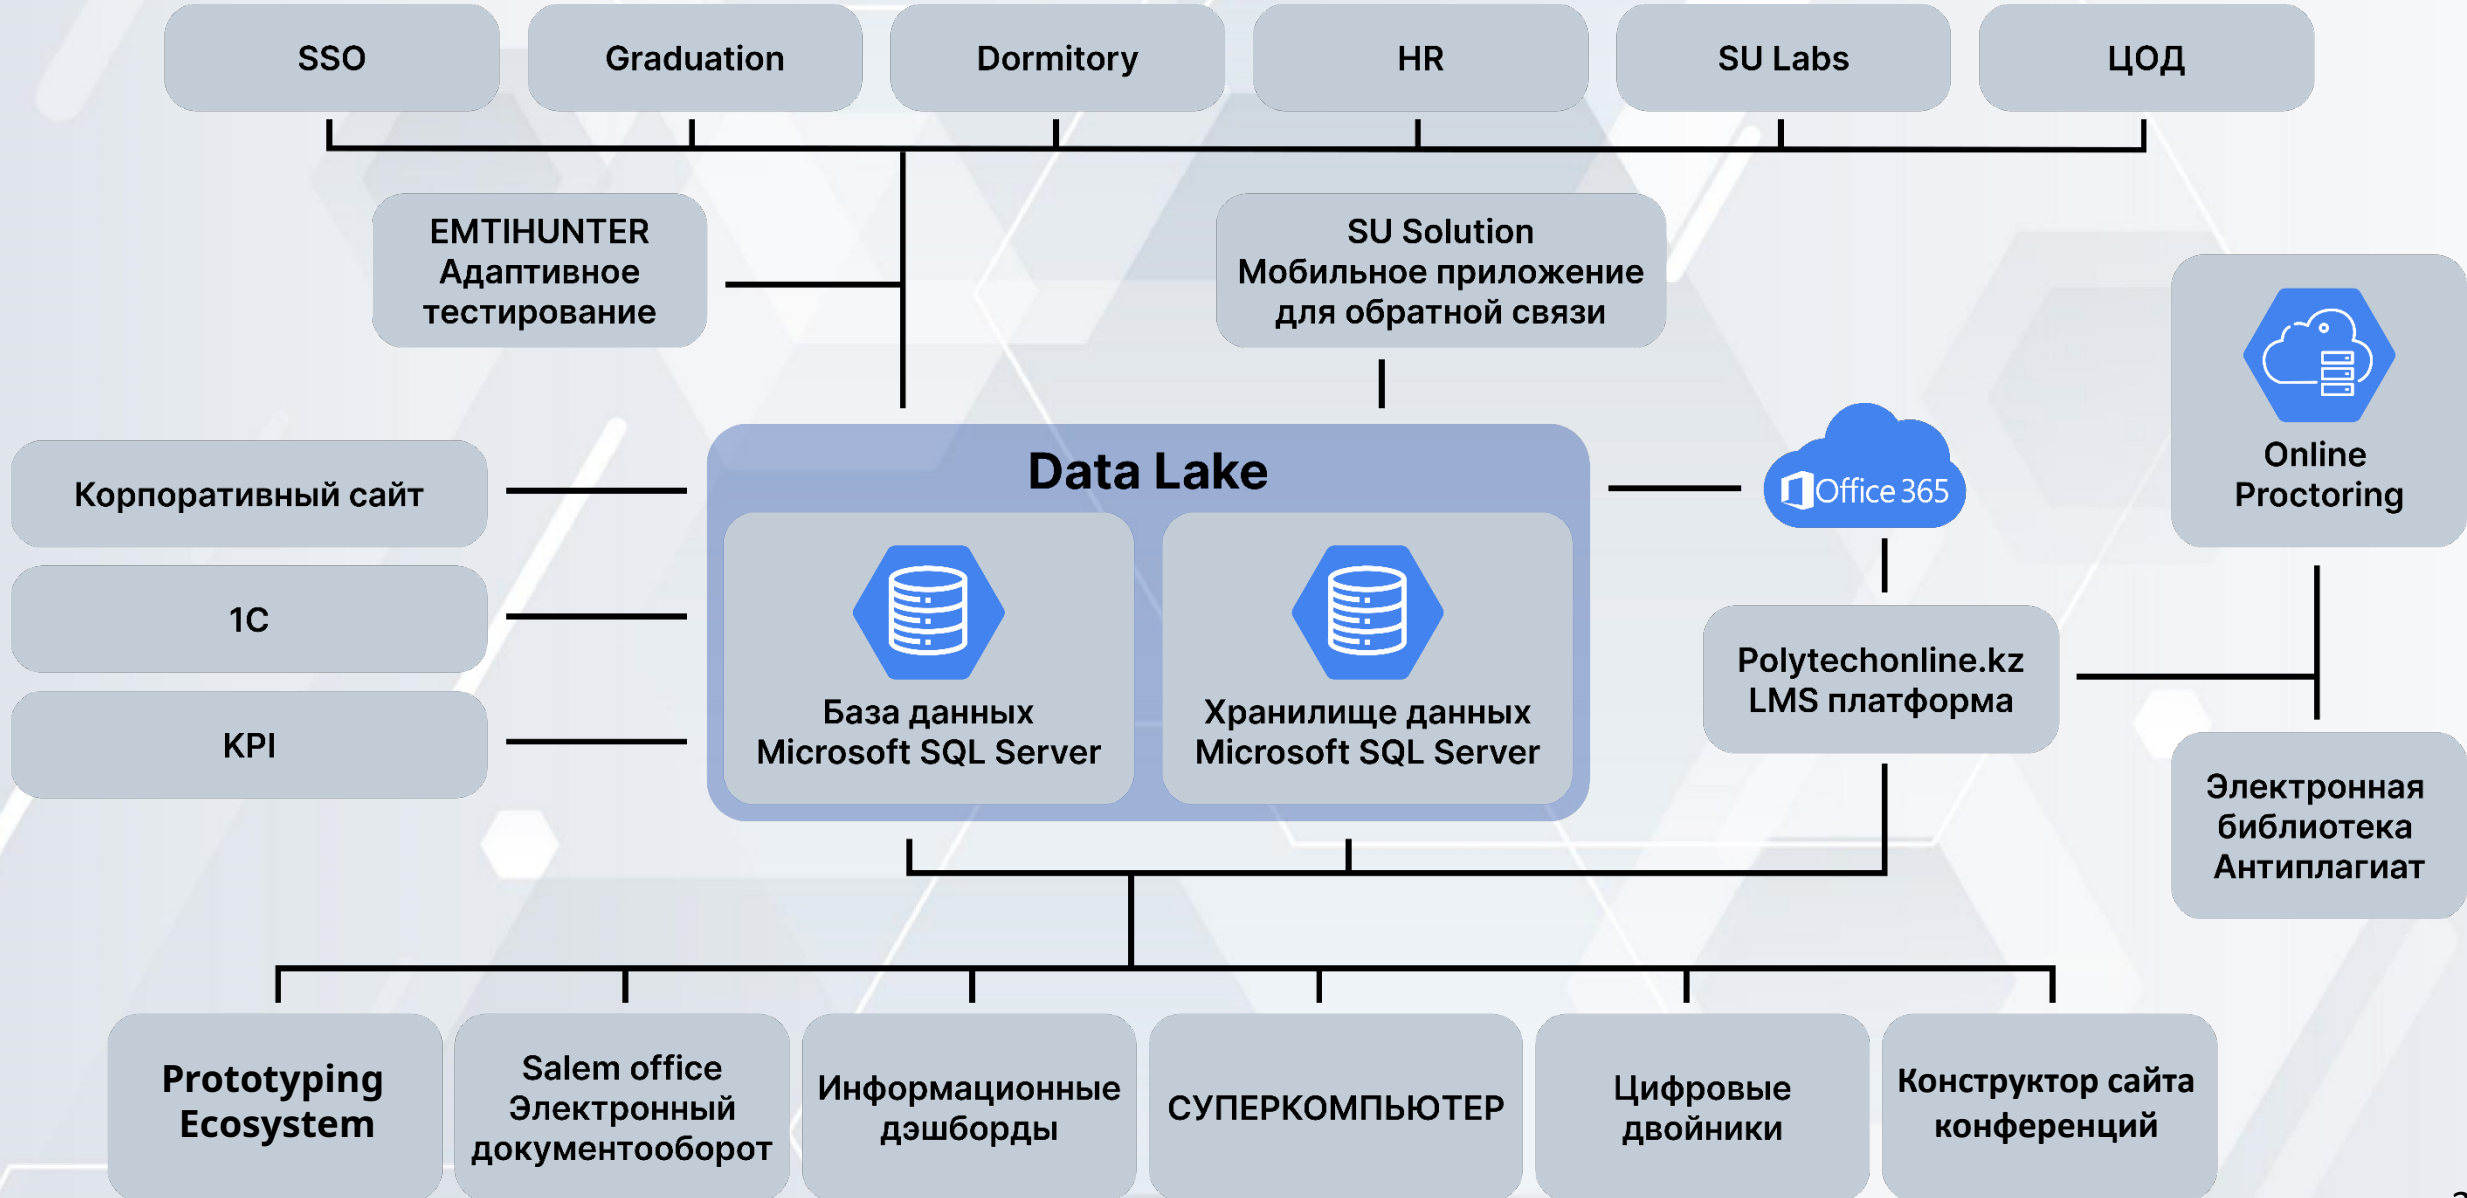 SSO
Graduation
Dormitory
HR
SU Labs
ЦОД
EMTIHUNTER
Адаптивное
тестирование
SU Solution
Мобильное приложение
для обратной связи
Online
Proctoring
Корпоративный сайт
1C
KPI
Data Lake
База данных
Microsoft SQL Server
Хранилище данных
Microsoft SQL Server
Office 365
Polytechonline.kz
LMS платформа
Электронная
библиотека
Антиплагиат
Prototyping
Ecosystem
Salem office
Электронный
документооборот
Информационные
дэшборды
СУПЕРКОМПЬЮТЕР
Цифровые
двойники
Конструктор сайта
конференций